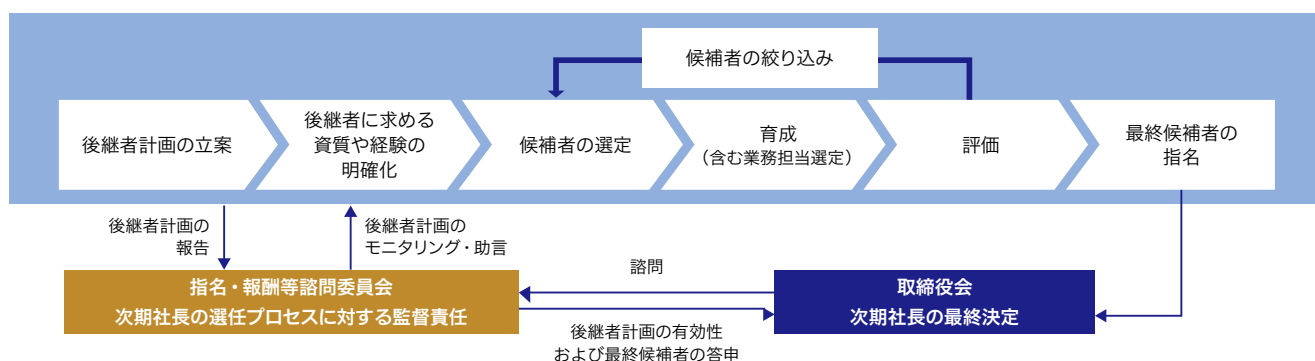 候補者の絞り込み
後継者計画の立案
後継者に求める
資質や経験の
明確化
候補者の選定
育成
（含む業務担当選定）
評価
最終候補者の
指名
後継者計画の
報告
後継者計画の
モニタリング・助言
指名・報酬等諮問委員会
次期社長の選任プロセスに対する監督責任
諮問
後継者計画の有効性
および最終候補者の答申
取締役会
次期社長の最終決定